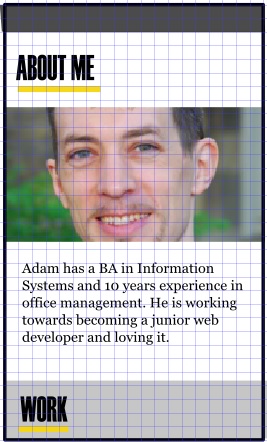 ABOUT ME
Adam has a BA in Information
Systems and 10 years experience in
office management. He is working
towards becoming a junior web
developer and loving it.
WORK